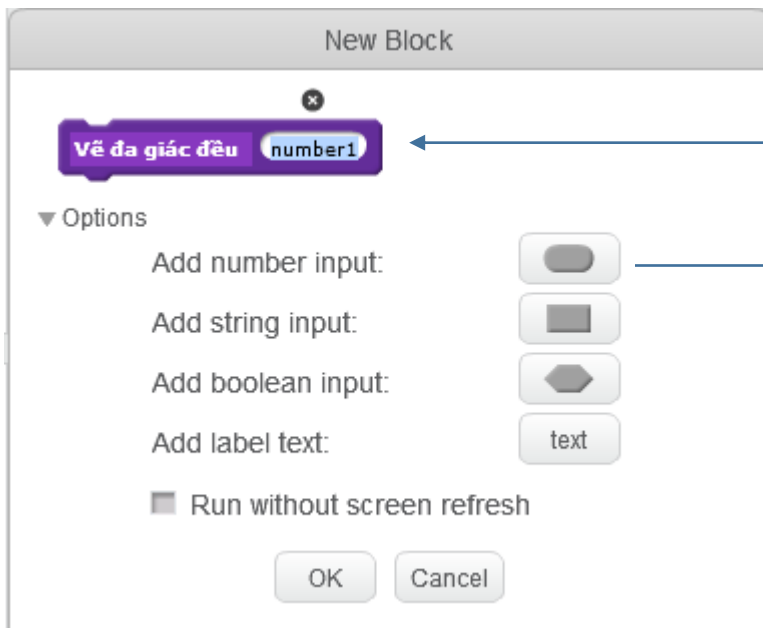 New Block
Vẽ đa giác đều number1
Options
Add number input:
Add string input:
Add boolean input:
Add label text: text
Run without screen refresh
OK Cancel